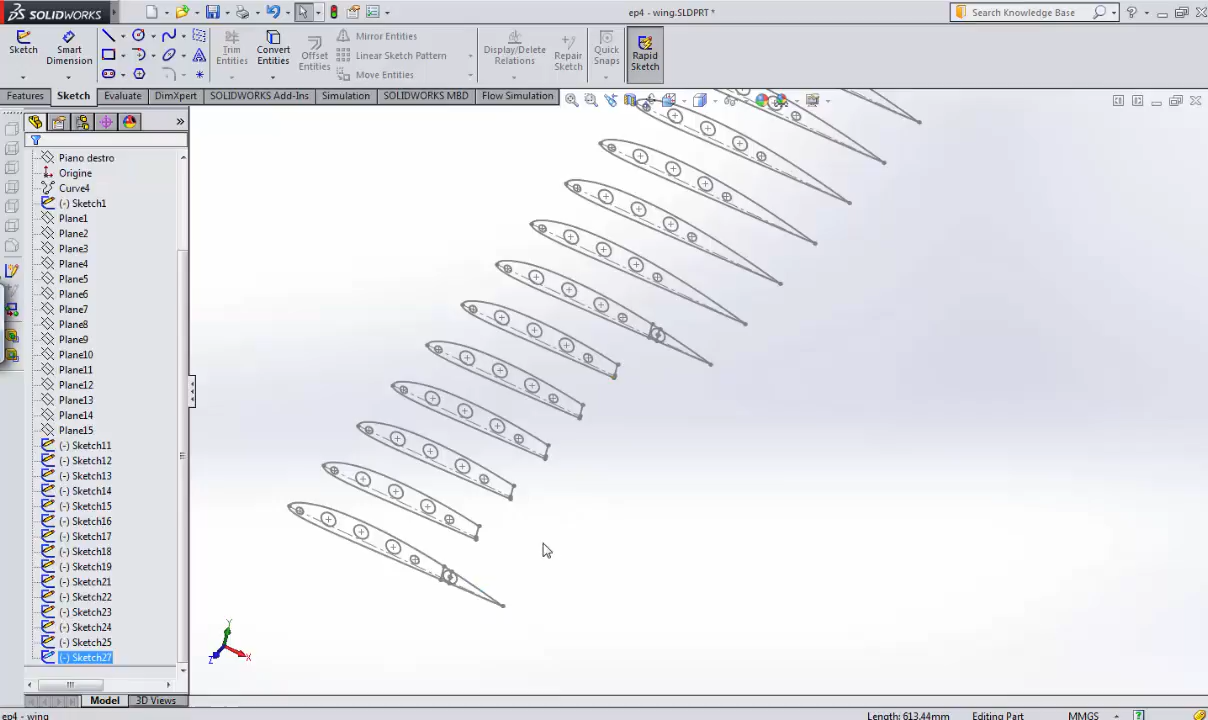 SOLIDWORKS
ep4 - wing.SLDPRT *
Search Knowledge Base
Sketch
Smart Dimension
Trim Entities
Convert Entities
Offset Entities
Mirror Entities
Linear Sketch Pattern
Move Entities
Display/Delete Relations
Repair Sketch
Quick Snaps
Rapid Sketch
Features
Sketch
Evaluate
DimXpert
SOLIDWORKS Add-Ins
Simulation
SOLIDWORKS MBD
Flow Simulation
Piano destro
Origine
Curve4
(-) Sketch1
Plane1
Plane2
Plane3
Plane4
Plane5
Plane6
Plane7
Plane8
Plane9
Plane10
Plane11
Plane12
Plane13
Plane14
Plane15
(-) Sketch11
(-) Sketch12
(-) Sketch13
(-) Sketch14
(-) Sketch15
(-) Sketch16
(-) Sketch17
(-) Sketch18
(-) Sketch19
(-) Sketch21
(-) Sketch22
(-) Sketch23
(-) Sketch24
(-) Sketch25
(-) Sketch27
Y
X
Z
Model
3D Views
ep4 - wing
Length: 613.44mm
Editing Part
MMGS